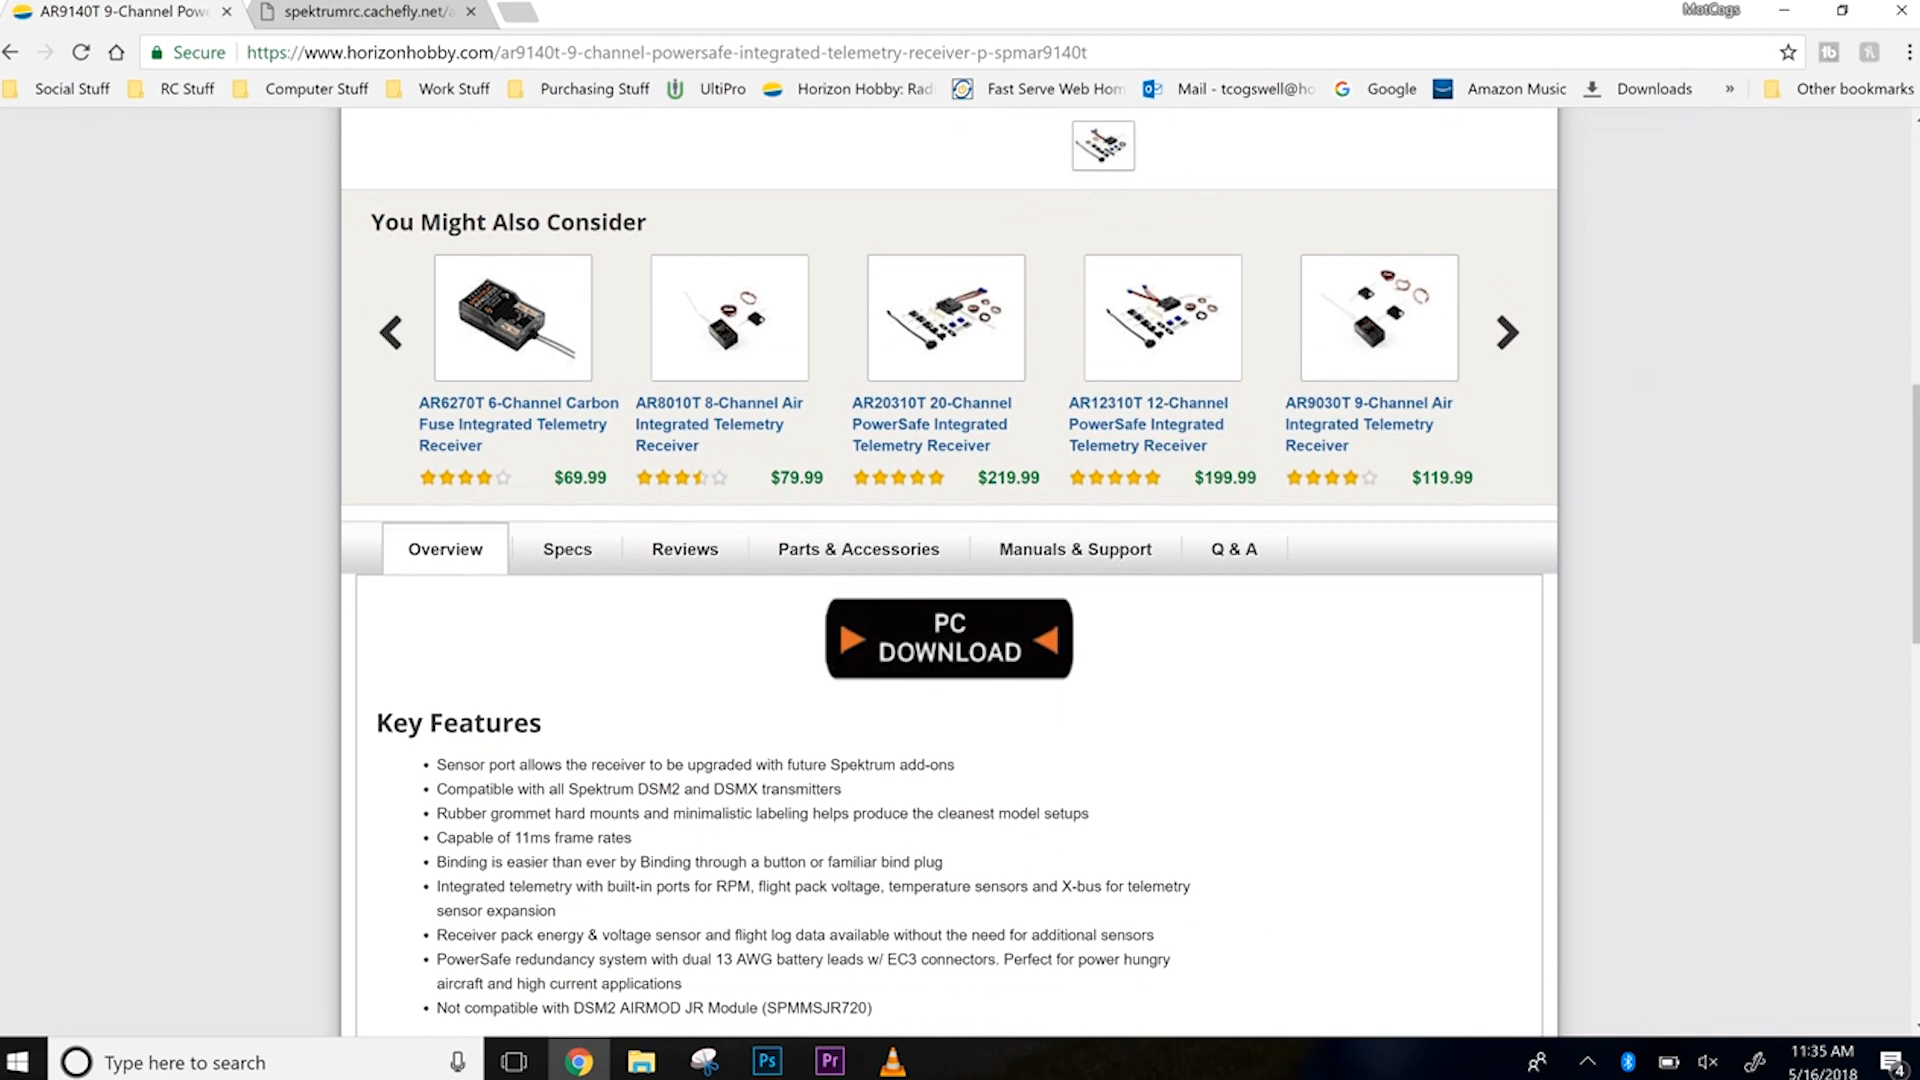 AR9140T 9-Channel Pow
spektrumrc.cachefly.net/
MotCogs
Secure
https://www.horizonhobby.com/ar9140t-9-channel-powersafe-integrated-telemetry-receiver-p-spmar9140t
Social Stuff
RC Stuff
Computer Stuff
Work Stuff
Purchasing Stuff
UltiPro
Horizon Hobby: Rad
Fast Serve Web Hom
Mail - tcogswell@ho
Google
Amazon Music
Downloads
»
Other bookmarks
You Might Also Consider
AR6270T 6-Channel Carbon
Fuse Integrated Telemetry
Receiver
$69.99
AR8010T 8-Channel Air
Integrated Telemetry
Receiver
$79.99
AR20310T 20-Channel
PowerSafe Integrated
Telemetry Receiver
$219.99
AR12310T 12-Channel
PowerSafe Integrated
Telemetry Receiver
$199.99
AR9030T 9-Channel Air
Integrated Telemetry
Receiver
$119.99
Overview
Specs
Reviews
Parts & Accessories
Manuals & Support
Q & A
PC
DOWNLOAD
Key Features
• Sensor port allows the receiver to be upgraded with future Spektrum add-ons
• Compatible with all Spektrum DSM2 and DSMX transmitters
• Rubber grommet hard mounts and minimalistic labeling helps produce the cleanest model setups
• Capable of 11ms frame rates
• Binding is easier than ever by Binding through a button or familiar bind plug
• Integrated telemetry with built-in ports for RPM, flight pack voltage, temperature sensors and X-bus for telemetry
sensor expansion
• Receiver pack energy & voltage sensor and flight log data available without the need for additional sensors
• PowerSafe redundancy system with dual 13 AWG battery leads w/ EC3 connectors. Perfect for power hungry
aircraft and high current applications
• Not compatible with DSM2 AIRMOD JR Module (SPMMSJR720)
Type here to search
Ps
Pr
11:35 AM
5/16/2018
4